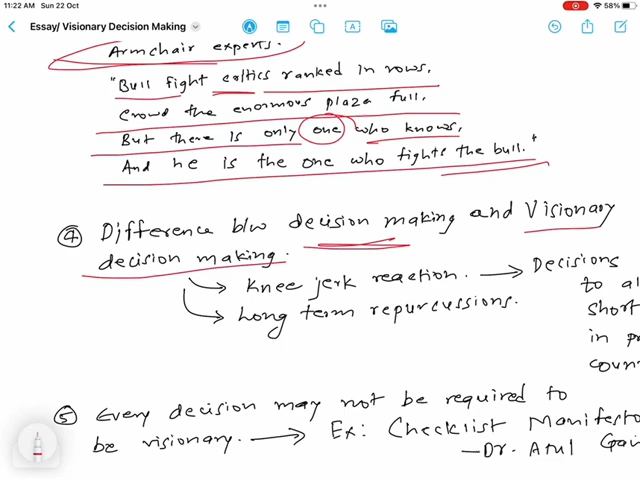 11:22 AM Sun 22 Oct
58%
Essay/ Visionary Decision Making
Armchair experts.
"Bull fight critics ranked in rows,
Crowd the enormous plaza full,
But there is only one who knows,
And he is the one who fights the bull."
④ Difference b/w decision making and Visionary
decision making.
→ Knee jerk reaction. → Decisions
to al
short
in p
coun
→ Long term repurcussions.
⑤ Every decision may not be required to
be visionary. → Ex: Checklist Manifesto
- Dr. Atul Gaw